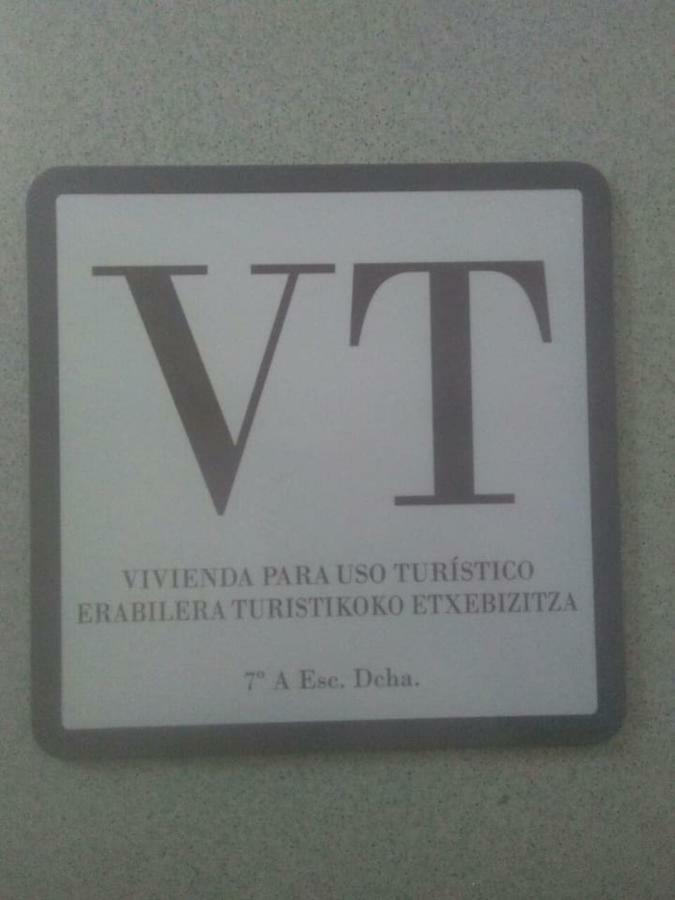 VT
VIVIENDA PARA USO TURÍSTICO
ERABILERA TURISTIKOKO ETXEBIZITZA
7º A Esc. Dcha.